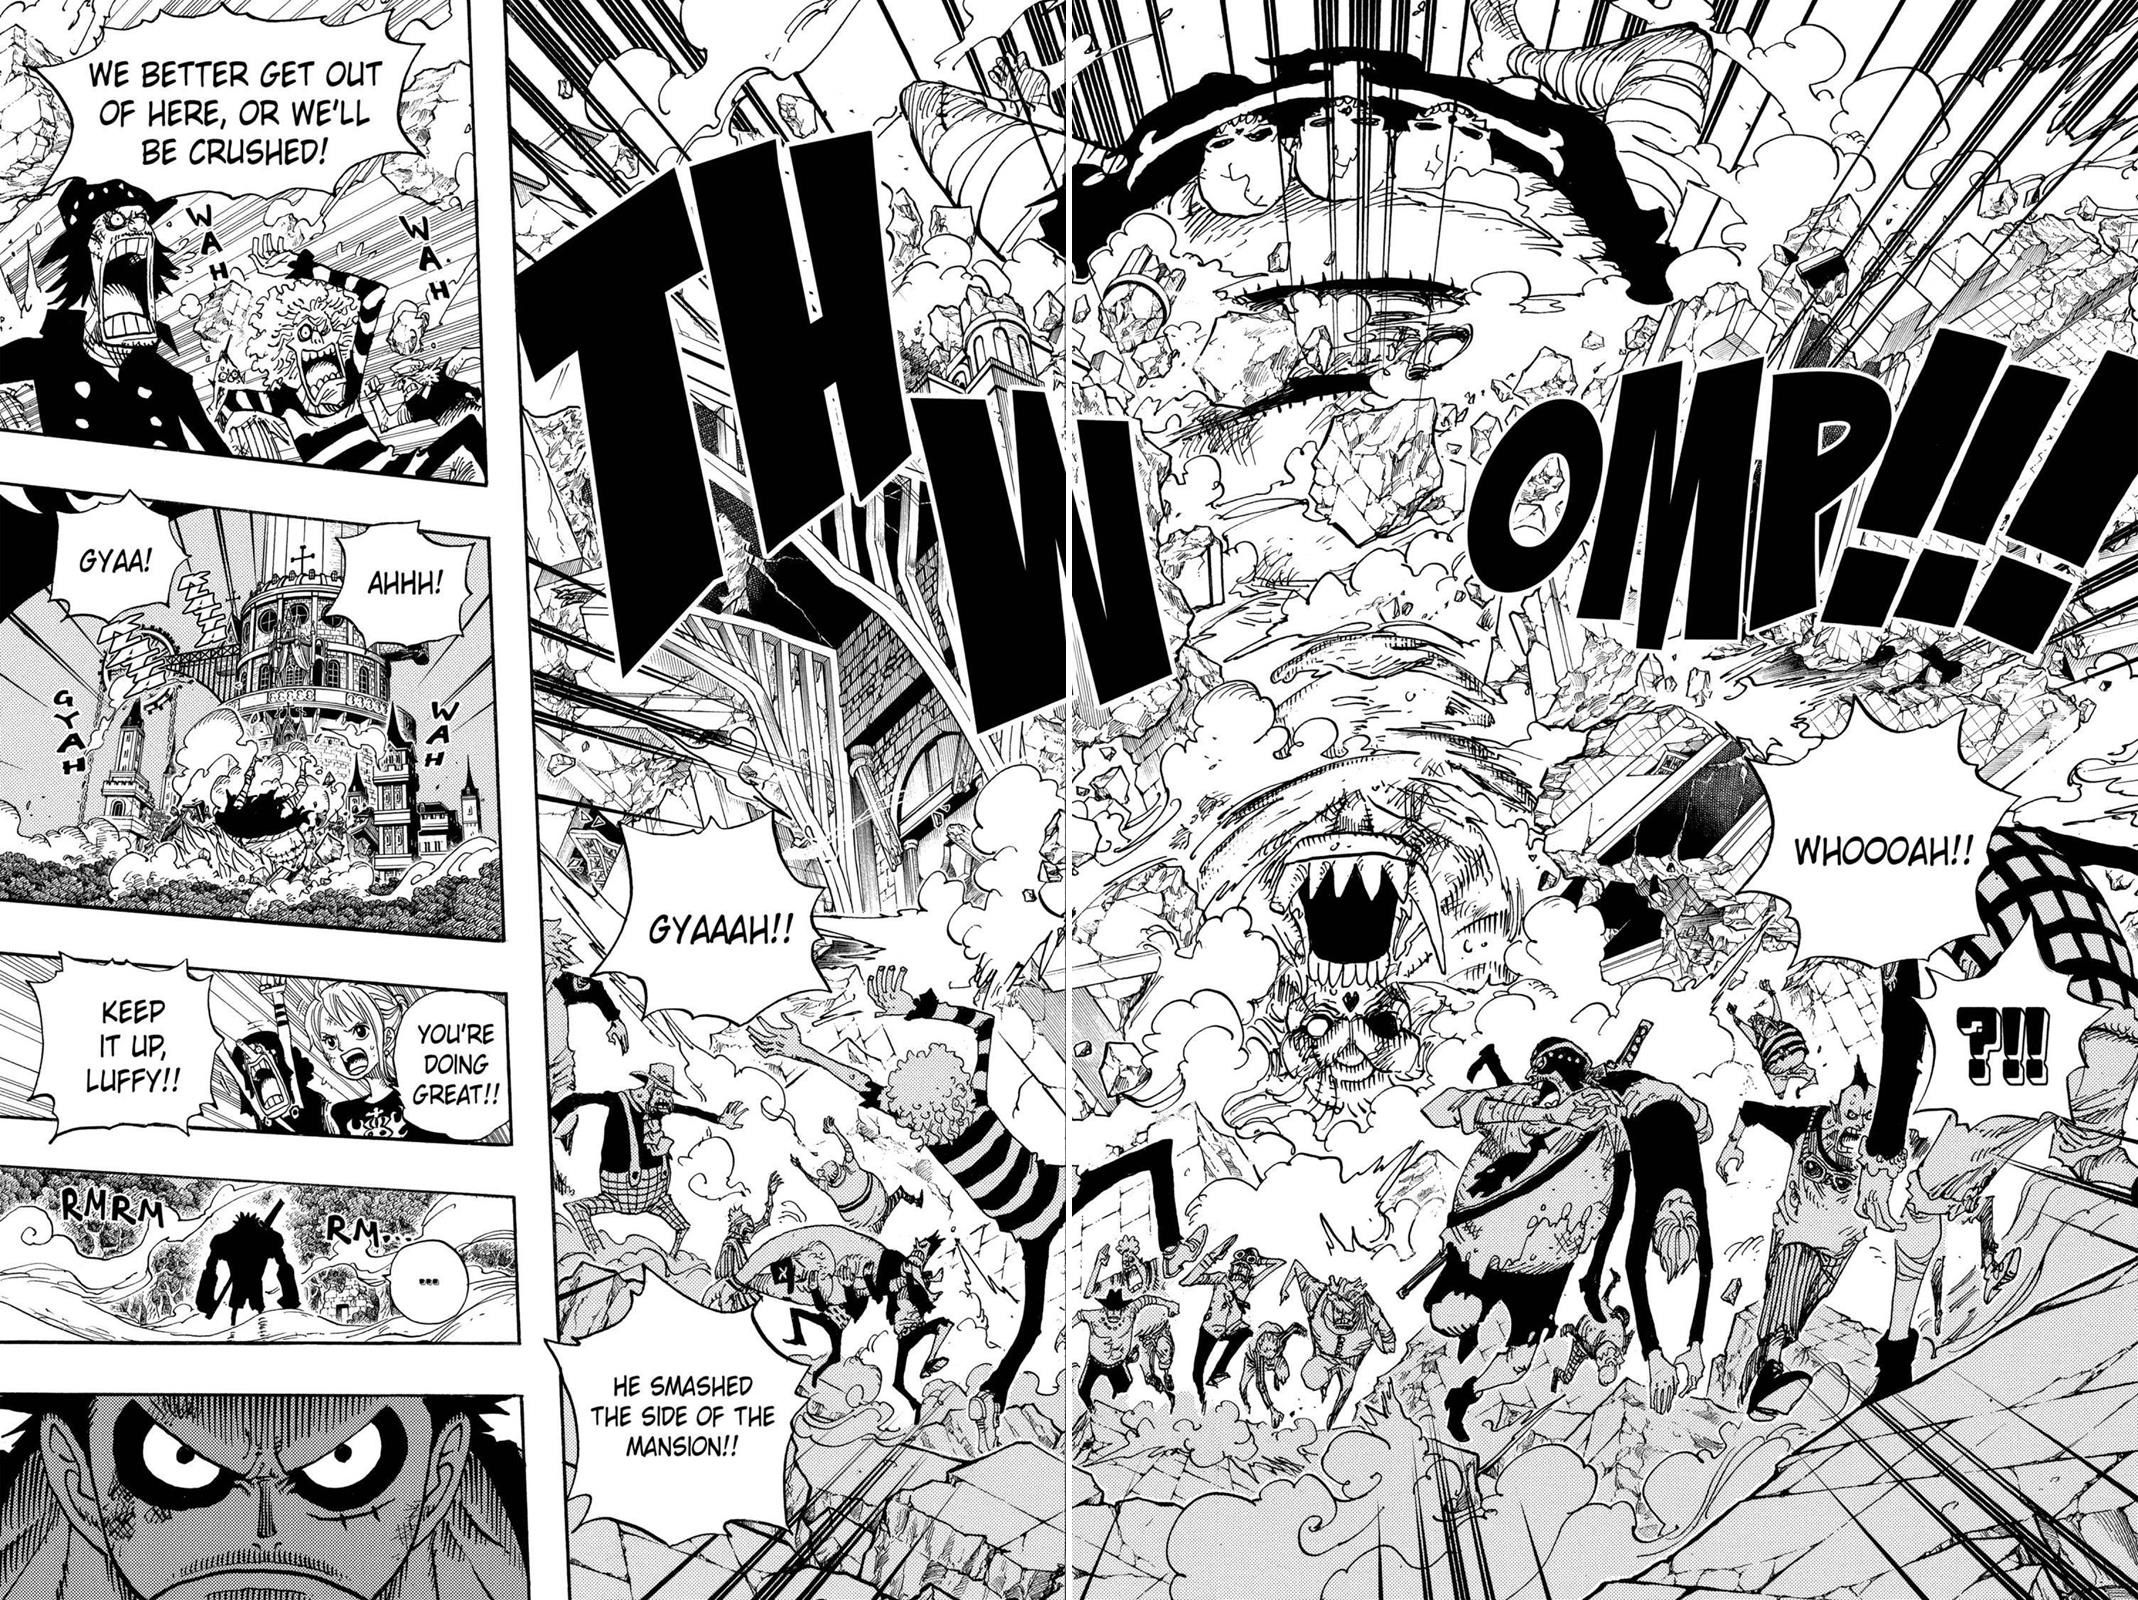 THWOMP!!!
WHOOOAH!!
?!!
GYAAAH!!
HE SMASHED
THE SIDE OF THE
MANSION!!
WE BETTER GET OUT
OF HERE, OR WE'LL
BE CRUSHED!
WAH
WAH
GYAA!
AHHH!
GYAH
WAH
YOU'RE
DOING
GREAT!!
KEEP
IT UP,
LUFFY!!
RMRM
RM...
...